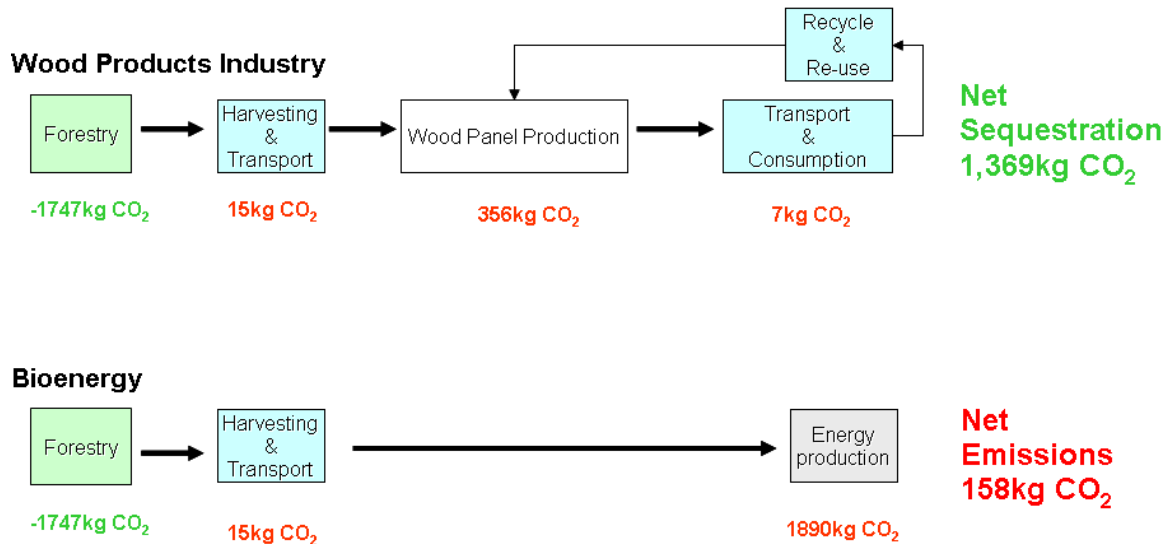 Wood Products Industry
Recycle
&
Re-use
Forestry
Harvesting
&
Transport
Wood Panel Production
Transport
&
Consumption
Net
Sequestration
1,369kg CO₂
-1747kg CO₂
15kg CO₂
356kg CO₂
7kg CO₂
Bioenergy
Forestry
Harvesting
&
Transport
Energy
production
Net
Emissions
158kg CO₂
-1747kg CO₂
15kg CO₂
1890kg CO₂